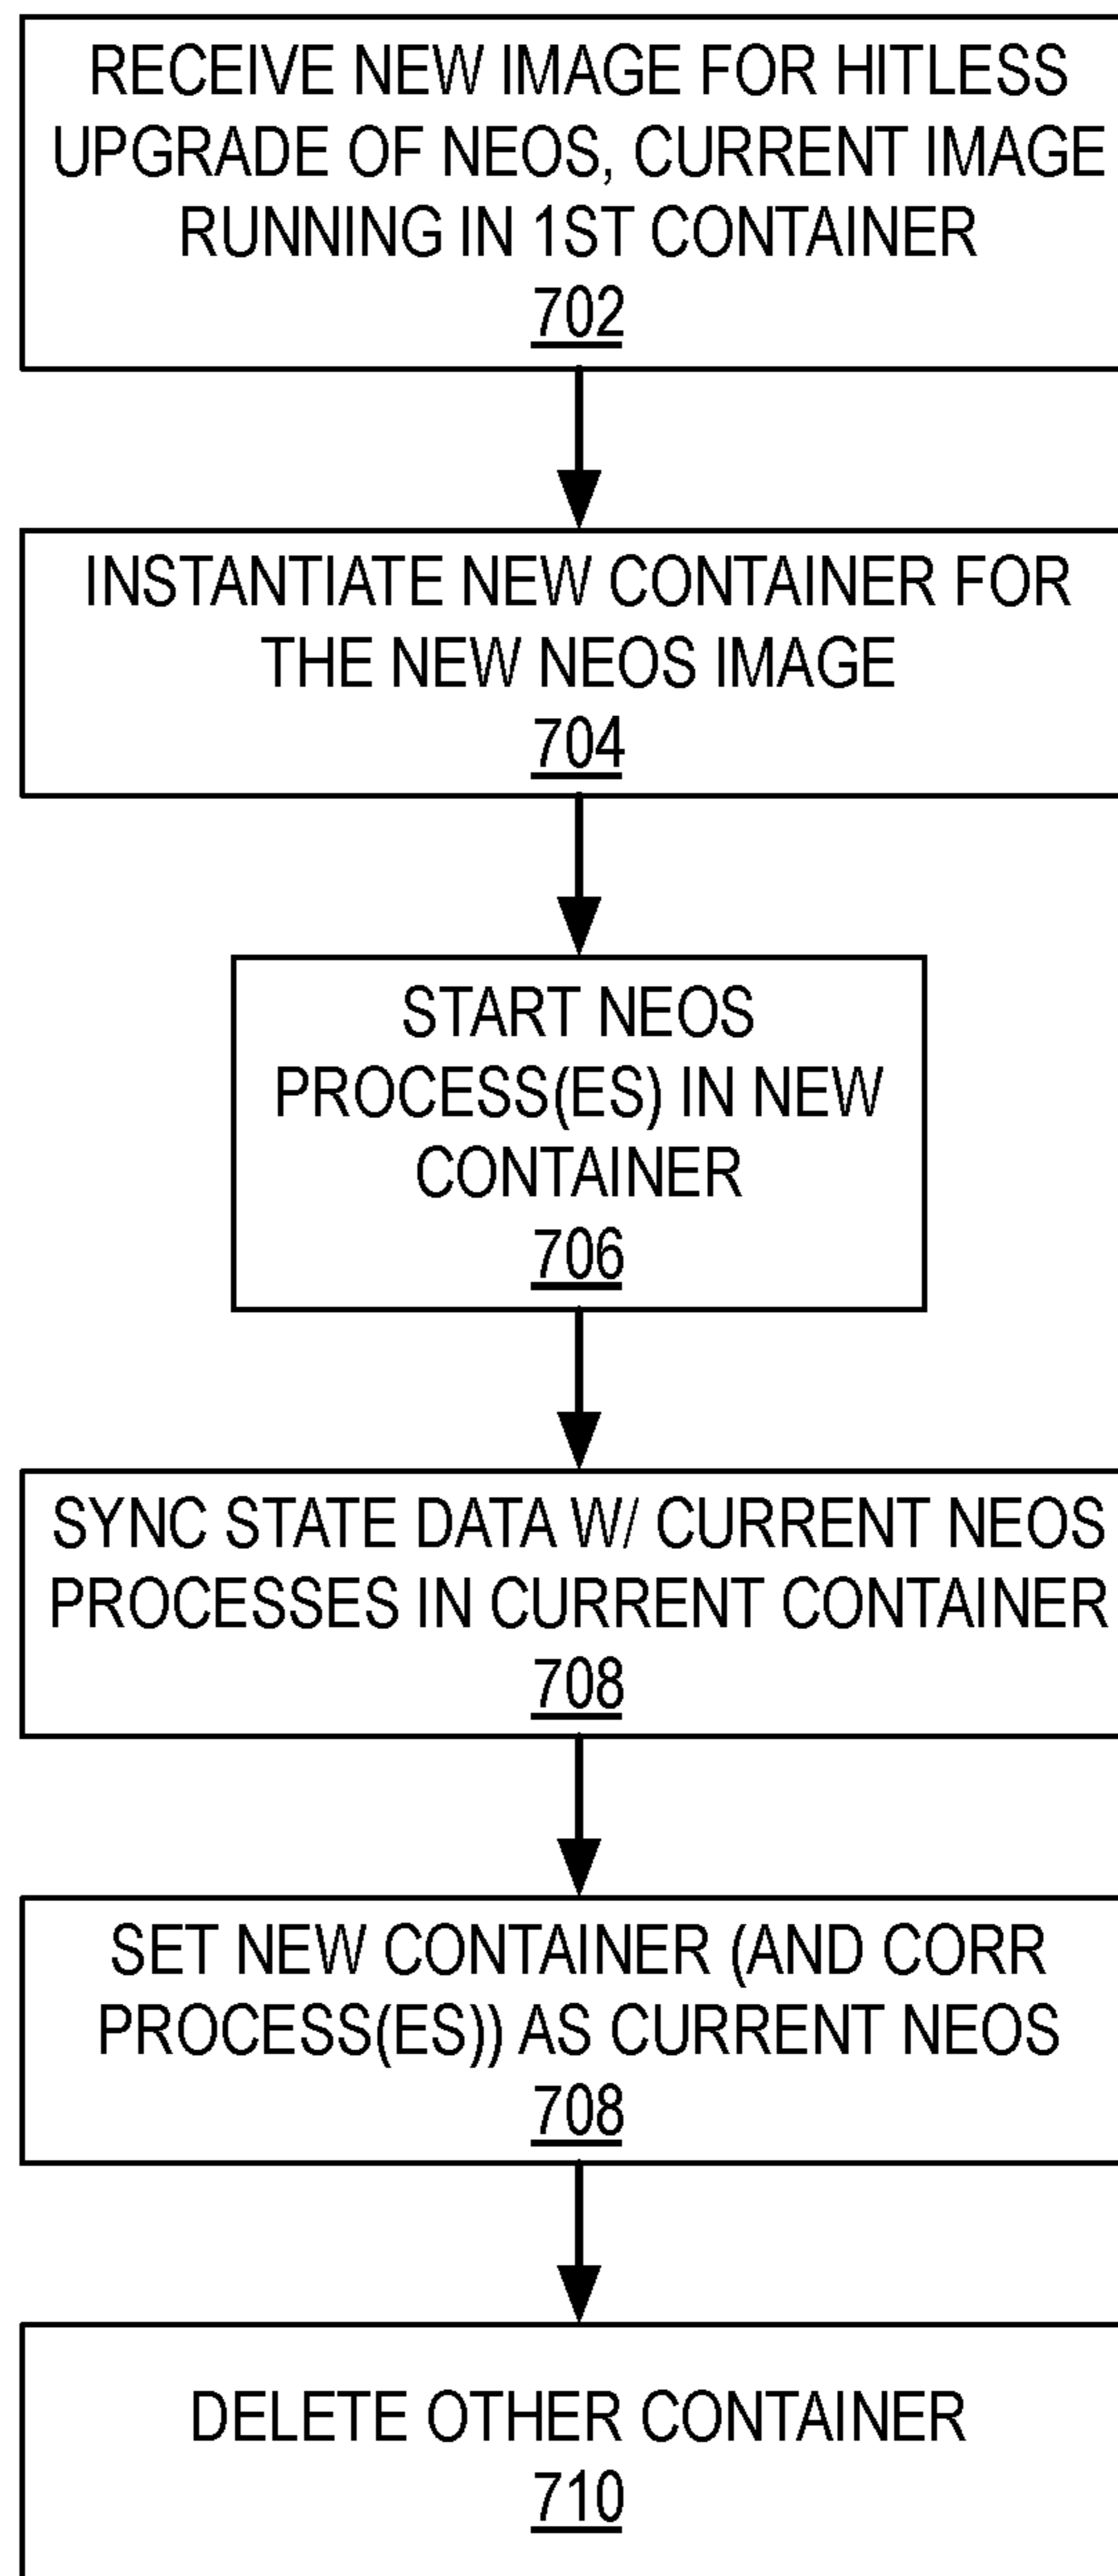 RECEIVE NEW IMAGE FOR HITLESS
UPGRADE OF NEOS, CURRENT IMAGE
RUNNING IN 1ST CONTAINER
702
INSTANTIATE NEW CONTAINER FOR
THE NEW NEOS IMAGE
704
START NEOS
PROCESS(ES) IN NEW
CONTAINER
706
SYNC STATE DATA W/ CURRENT NEOS
PROCESSES IN CURRENT CONTAINER
708
SET NEW CONTAINER (AND CORR
PROCESS(ES)) AS CURRENT NEOS
708
DELETE OTHER CONTAINER
710